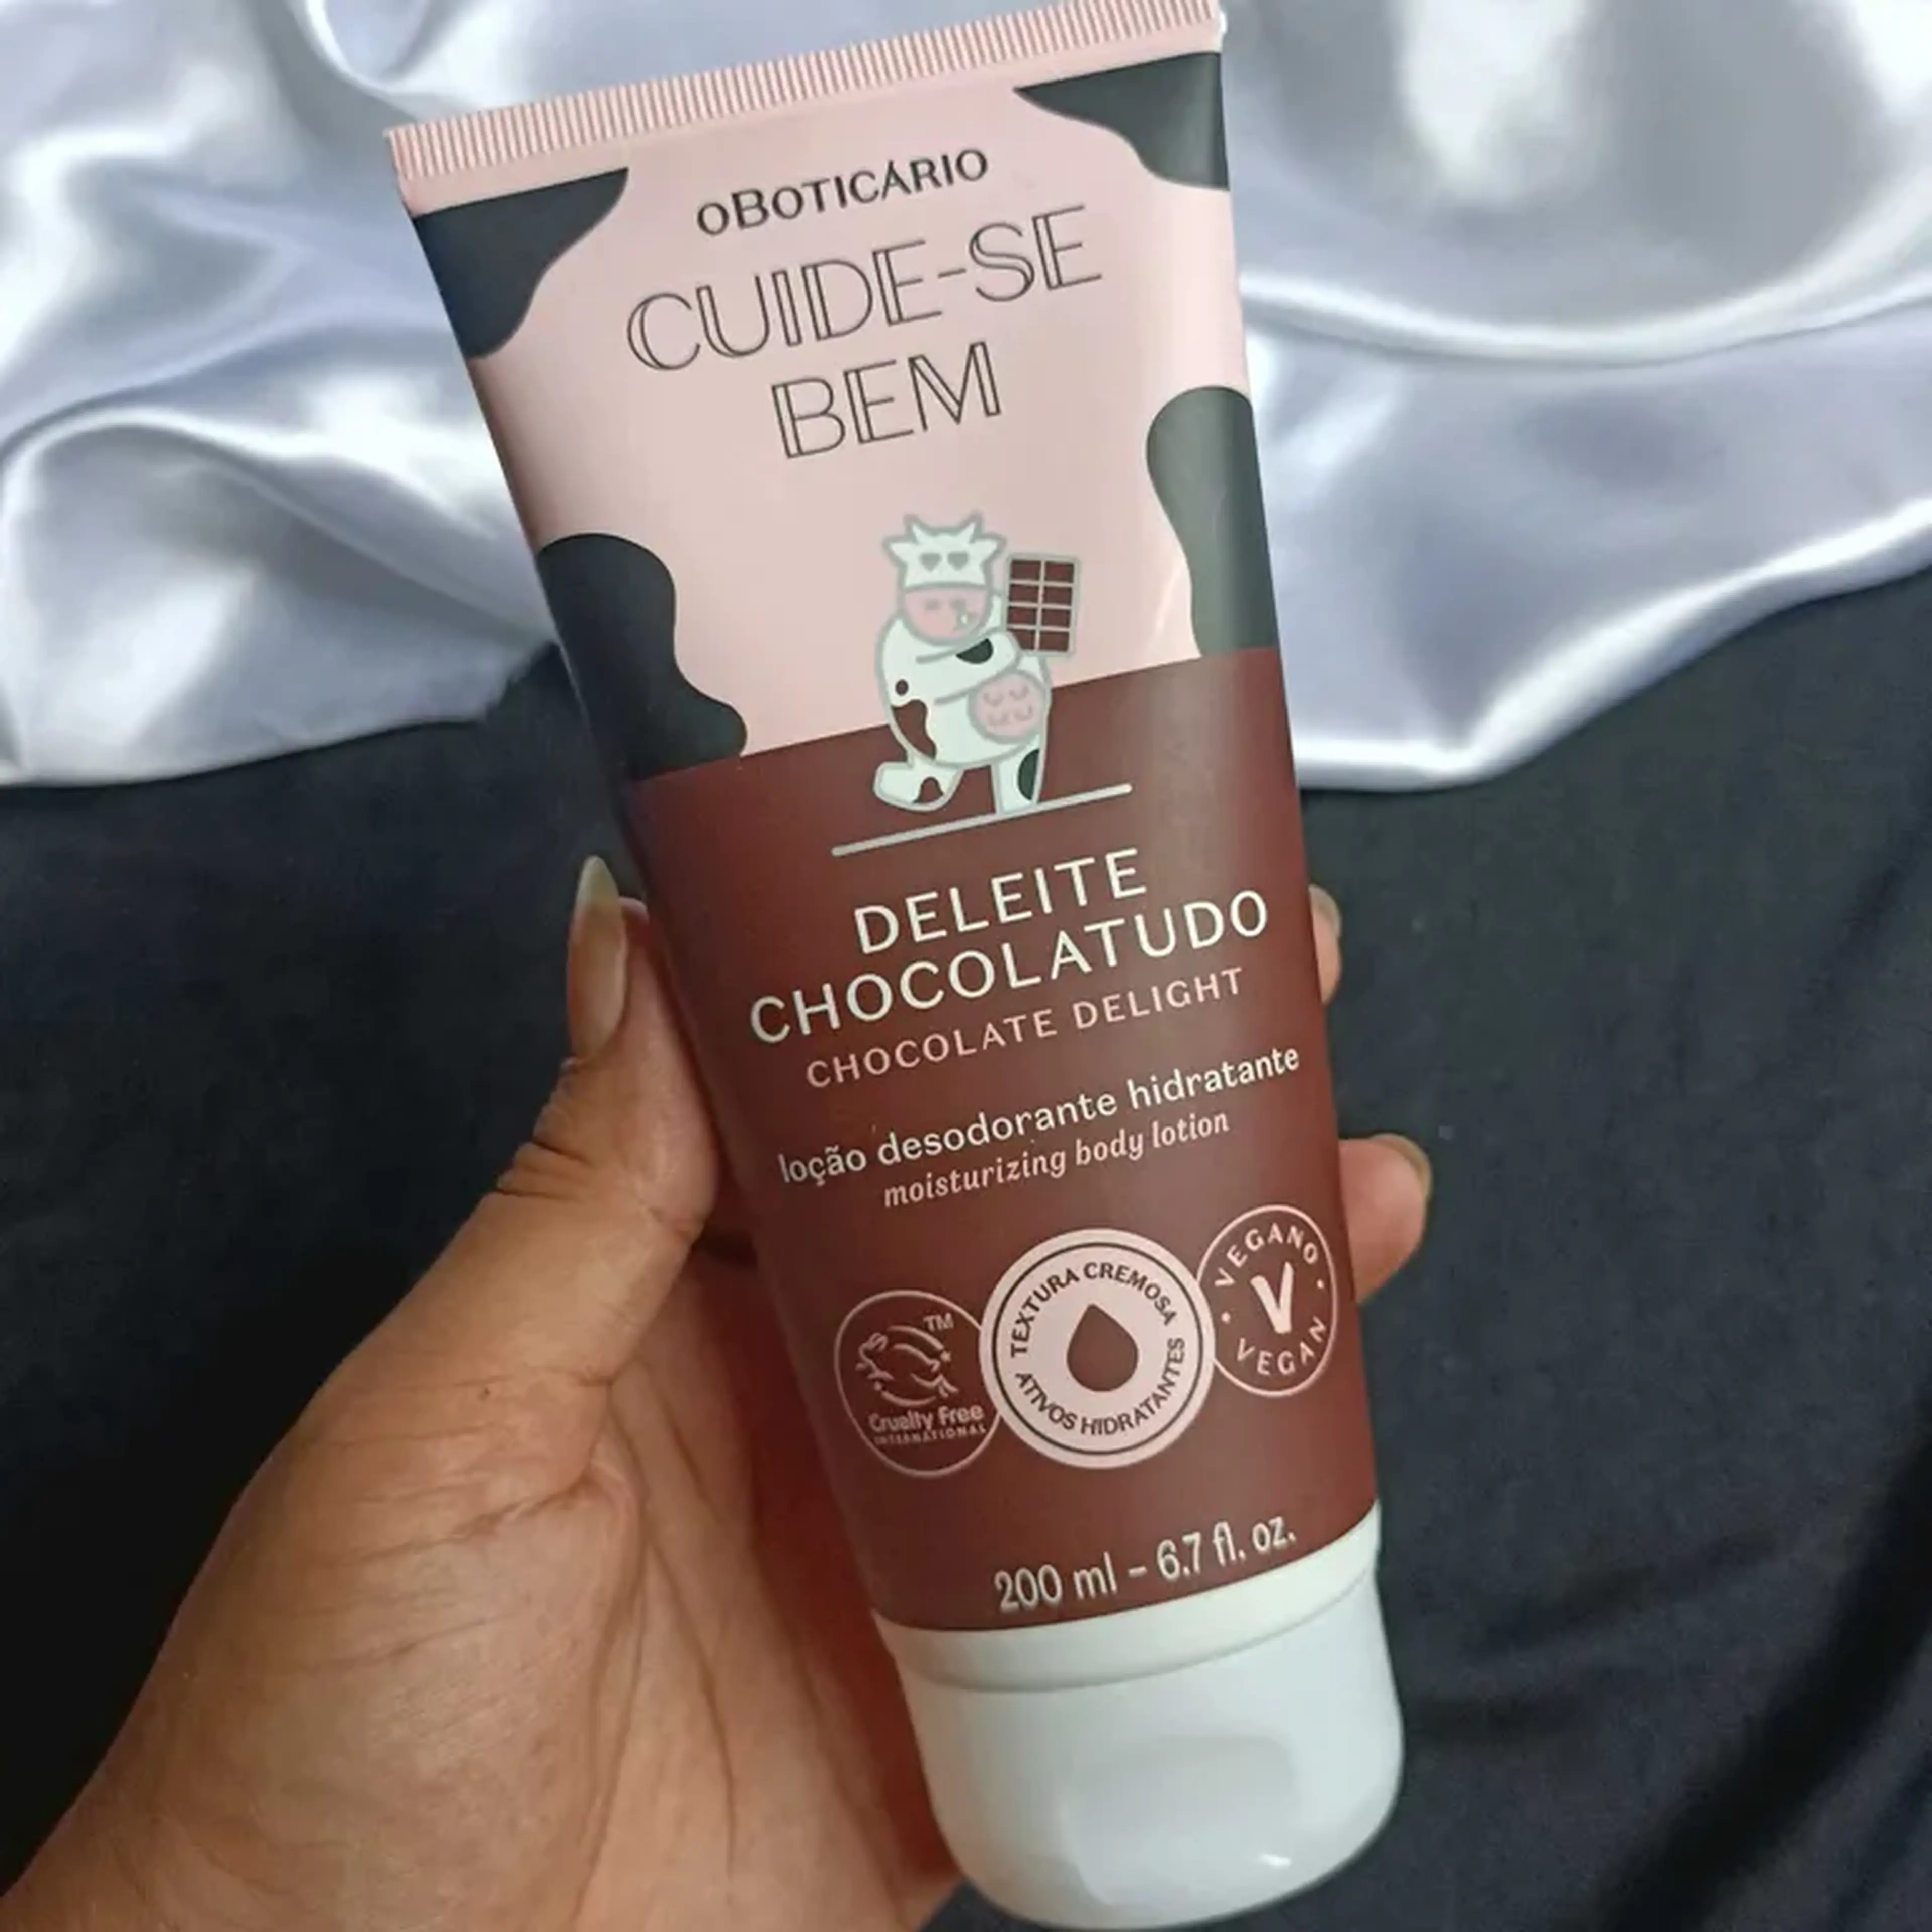 oBOTICÁRIO
CUIDE-SE
BEM
DELEITE
CHOCOLATUDO
CHOCOLATE DELIGHT
loção desodorante hidratante
moisturizing body lotion
TM
Cruelty Free
INTERNATIONAL
TEXTURA CREMOSA
ATIVOS HIDRATANTES
VEGANO
V
VEGAN
200 ml – 6.7 fl. oz.